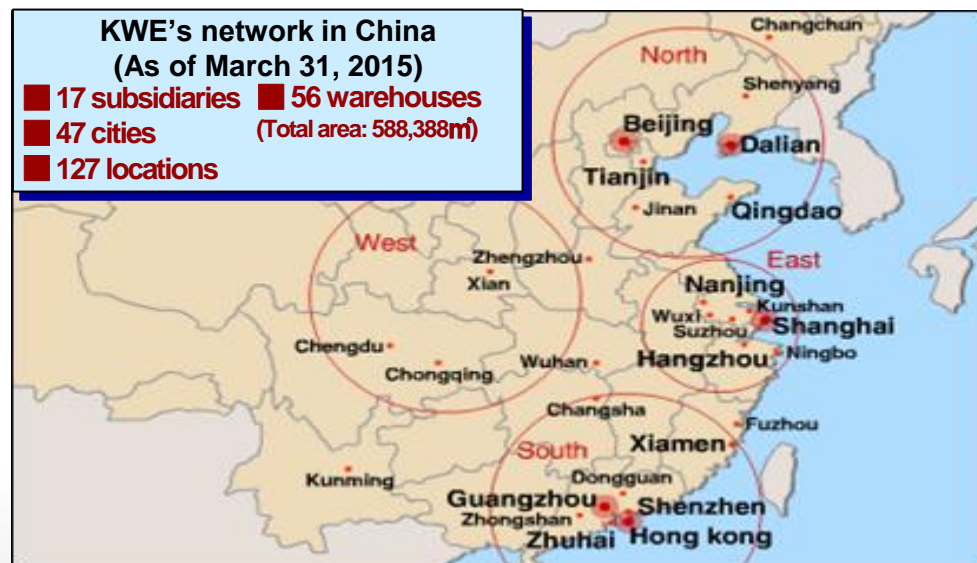 KWE's network in China
(As of March 31, 2015)
17 subsidiaries 56 warehouses
47 cities (Total area: 588,388㎡)
127 locations
Changchun
North
Shenyang
Beijing
Dalian
Tianjin
Jinan
Qingdao
West
Zhengzhou
Xian
East
Nanjing
Kunshan
Wuxi
Suzhou
Shanghai
Chengdu
Wuhan
Hangzhou
Ningbo
Chongqing
Changsha
Fuzhou
Xiamen
South
Kunming
Dongguan
Guangzhou
Shenzhen
Zhongshan
Zhuhai
Hong kong